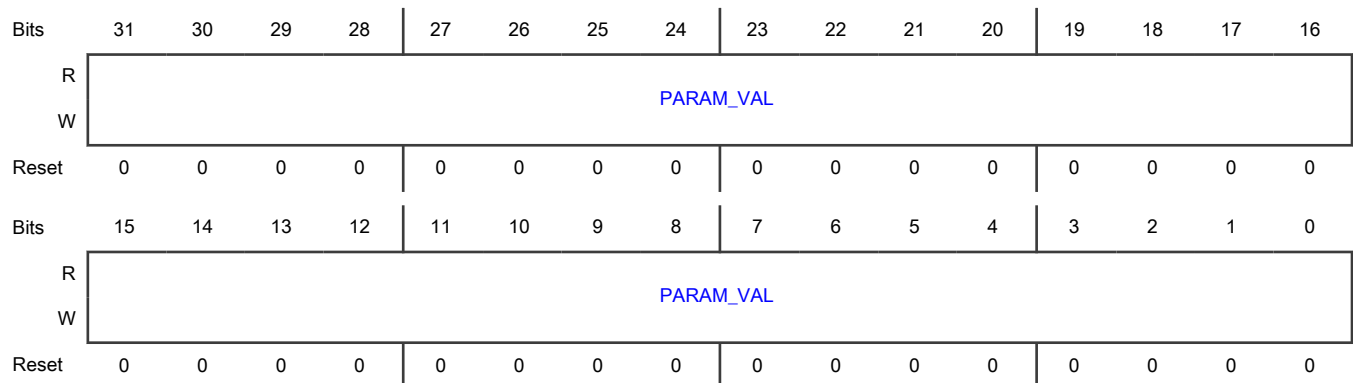 Bits 31 30 29 28 27 26 25 24 23 22 21 20 19 18 17 16
R
PARAM_VAL
W
Reset 0 0 0 0 0 0 0 0 0 0 0 0 0 0 0 0
Bits 15 14 13 12 11 10 9 8 7 6 5 4 3 2 1 0
R
PARAM_VAL
W
Reset 0 0 0 0 0 0 0 0 0 0 0 0 0 0 0 0